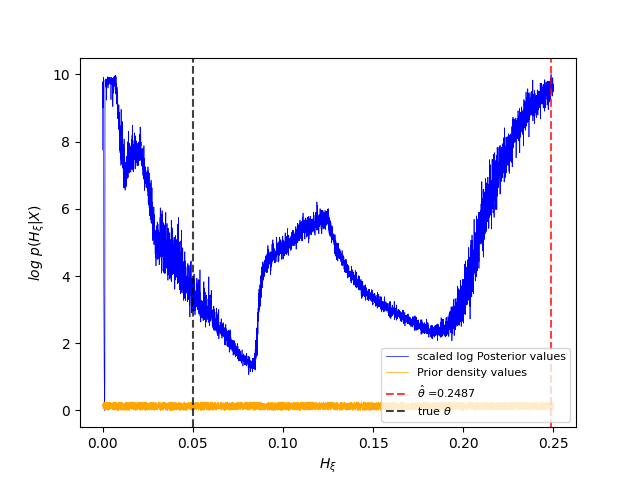 log p(H_ξ|X)
10
8
6
4
2
0
0.00 0.05 0.10 0.15 0.20 0.25
H_ξ
scaled log Posterior values
Prior density values
θ̂ =0.2487
true θ